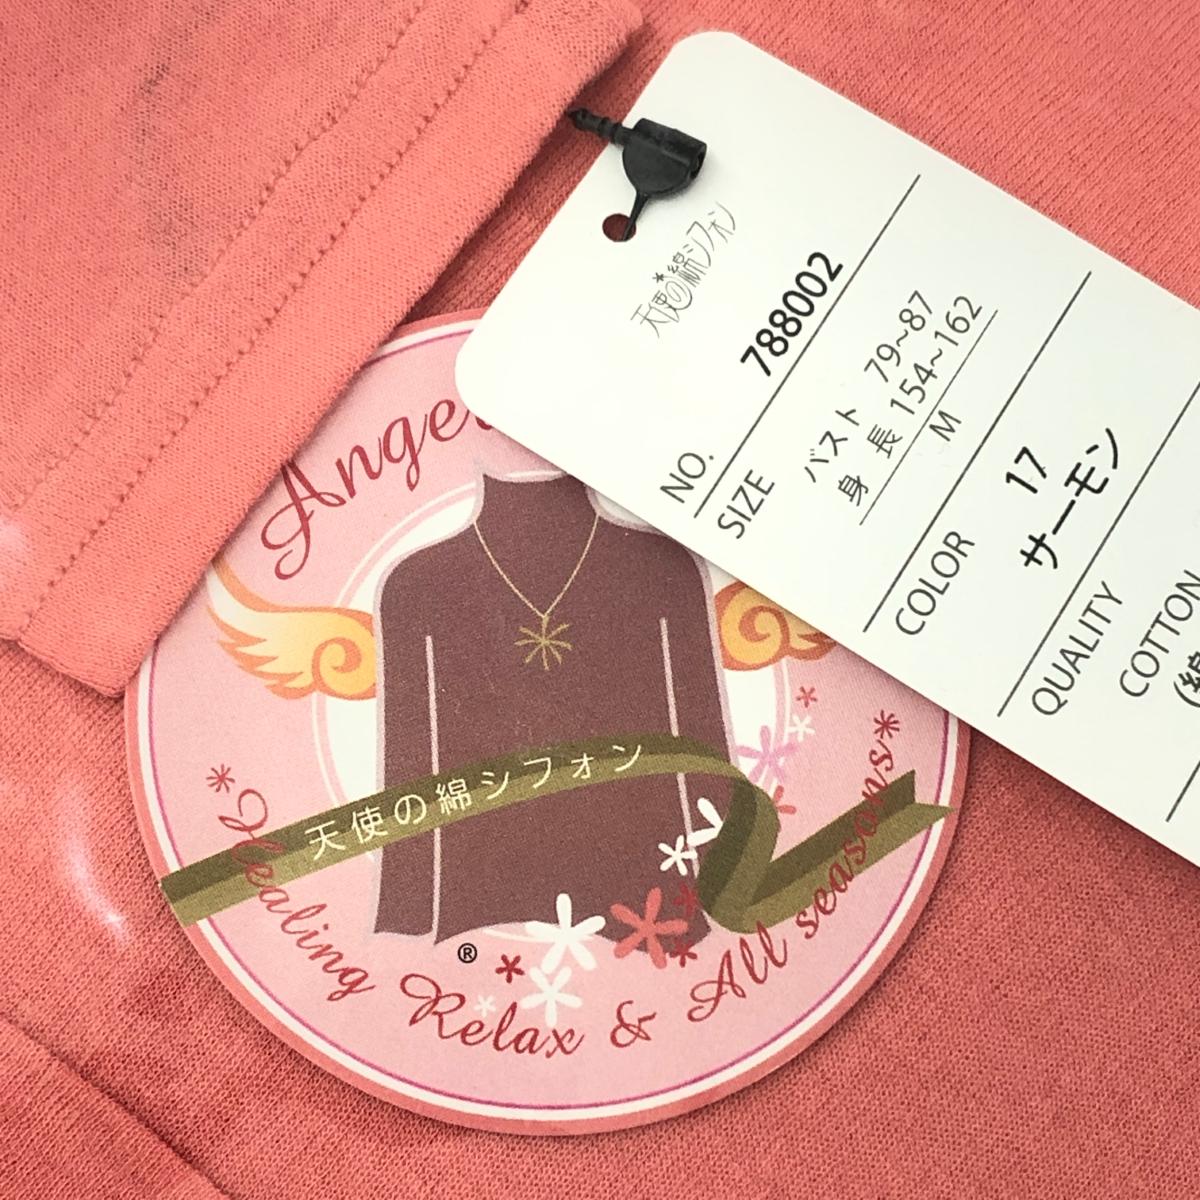 天使の綿シフォン
NO.
788002
SIZE
バスト 79~87
身長 154~162
M
COLOR
17
サーモン
QUALITY
COTTON
天使の綿シフォン
®
*Healing Relax & All seasons*